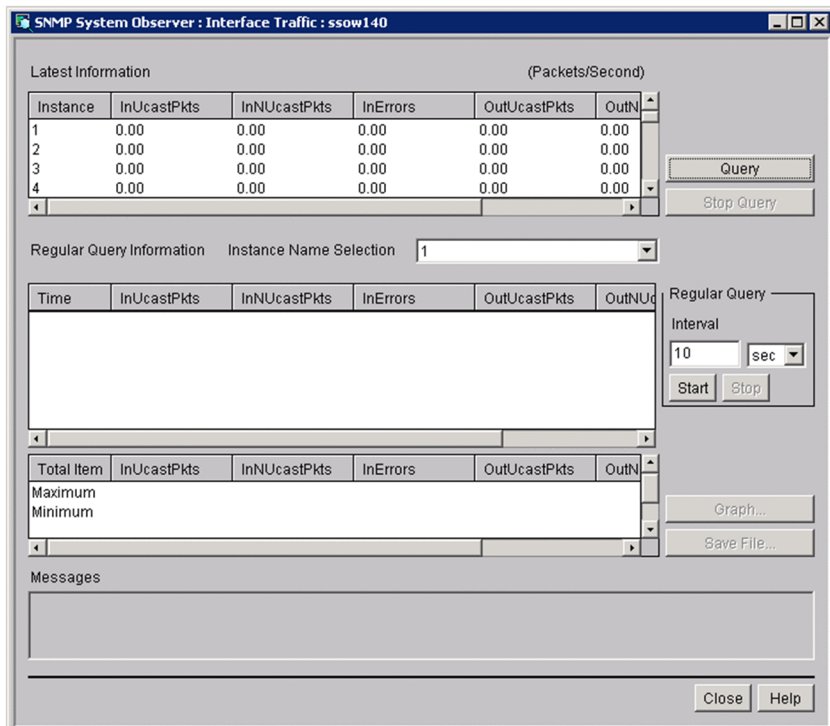 SNMP System Observer : Interface Traffic : ssow140
Latest Information (Packets/Second)
Instance InUcastPkts InNUcastPkts InErrors OutUcastPkts OutN
1 0.00 0.00 0.00 0.00 0.00
2 0.00 0.00 0.00 0.00 0.00
3 0.00 0.00 0.00 0.00 0.00
4 0.00 0.00 0.00 0.00 0.00
Query
Stop Query
Regular Query Information Instance Name Selection 1
Time InUcastPkts InNUcastPkts InErrors OutUcastPkts OutNUc
Regular Query
Interval
10 sec
Start Stop
Total Item InUcastPkts InNUcastPkts InErrors OutUcastPkts OutN
Maximum
Minimum
Graph...
Save File...
Messages
Close Help